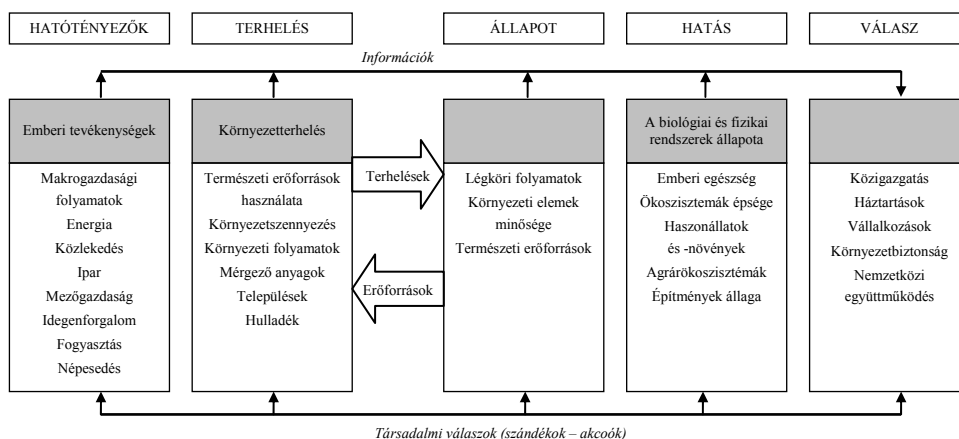 HATÓTÉNYEZŐK
TERHELÉS
ÁLLAPOT
HATÁS
VÁLASZ
Információk
Emberi tevékenységek
Makrogazdasági
folyamatok
Energia
Közlekedés
Ipar
Mezőgazdaság
Idegenforgalom
Fogyasztás
Népesedés
Környezetterhelés
Természeti erőforrások
használata
Környezetszennyezés
Környezeti folyamatok
Mérgező anyagok
Települések
Hulladék
Terhelések
Erőforrások
Légköri folyamatok
Környezeti elemek
minősége
Természeti erőforrások
A biológiai és fizikai
rendszerek állapota
Emberi egészség
Ökoszisztemák épsége
Haszonállatok
és -növények
Agrárökoszisztémák
Építmények állaga
Közigazgatás
Háztartások
Vállalkozások
Környezetbiztonság
Nemzetközi
együttműködés
Társadalmi válaszok (szándékok – akcoók)